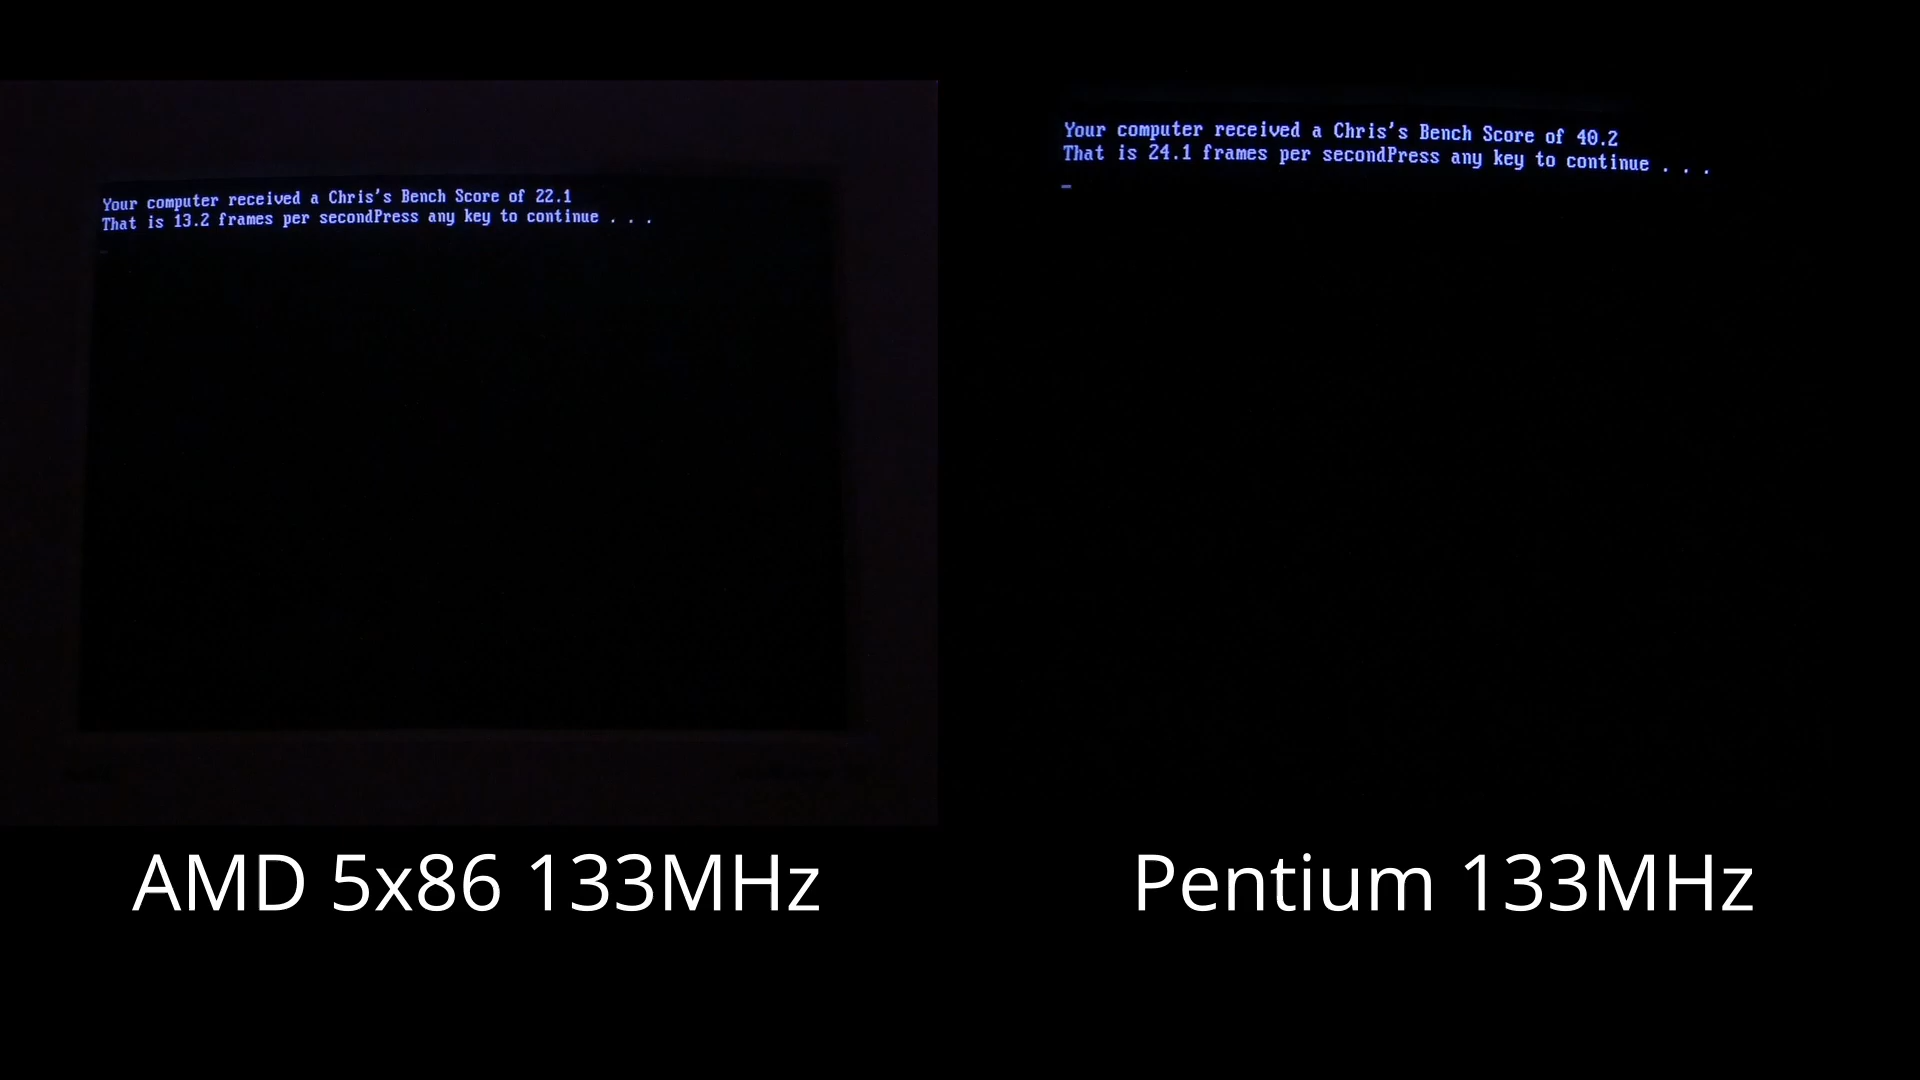 Your computer received a Chris's Bench Score of 22.1
That is 13.2 frames per secondPress any key to continue . . .
Your computer received a Chris's Bench Score of 40.2
That is 24.1 frames per secondPress any key to continue . . .
AMD 5x86 133MHz
Pentium 133MHz